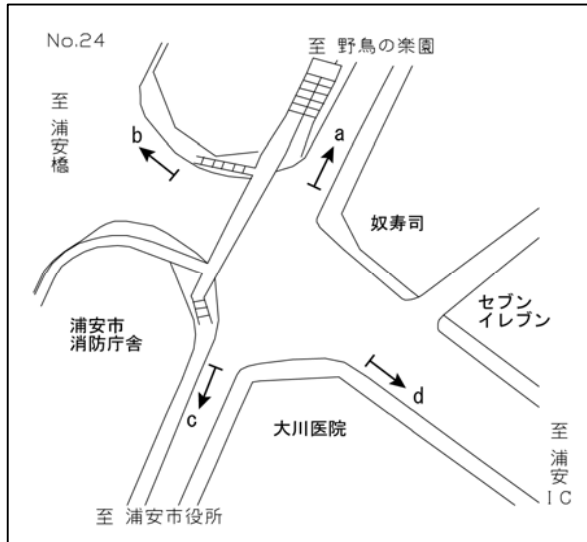 No.24
至 野鳥の楽園
至 浦安橋
b
a
奴寿司
セブン
イレブン
浦安市
消防庁舎
c
d
大川医院
至 浦安IC
至 浦安市役所